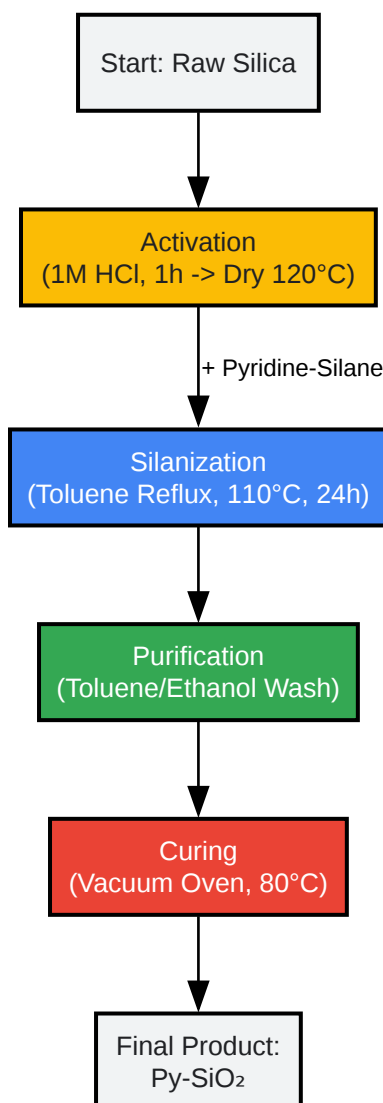 Start: Raw Silica
Activation
(1M HCl, 1h -> Dry 120°C)
+ Pyridine-Silane
Silanization
(Toluene Reflux, 110°C, 24h)
Purification
(Toluene/Ethanol Wash)
Curing
(Vacuum Oven, 80°C)
Final Product:
Py-SiO₂